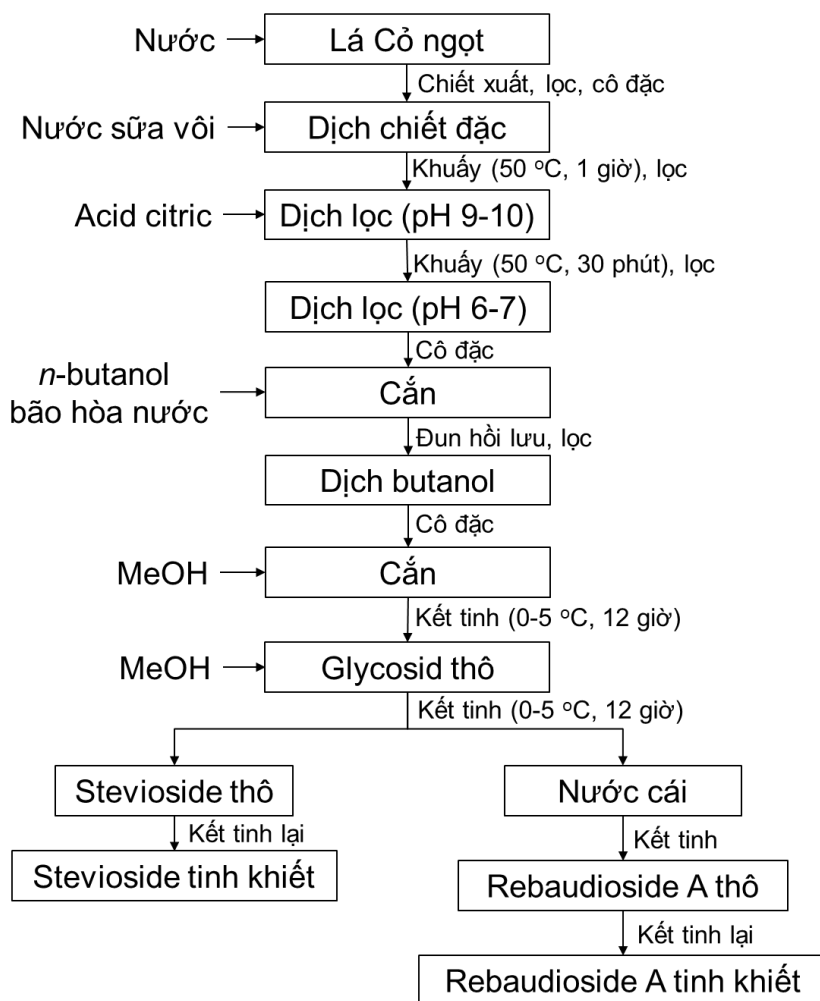 Nước
Lá Cỏ ngọt
Chiết xuất, lọc, cô đặc
Nước sữa vôi
Dịch chiết đặc
Khuấy (50 °C, 1 giờ), lọc
Acid citric
Dịch lọc (pH 9-10)
Khuấy (50 °C, 30 phút), lọc
Dịch lọc (pH 6-7)
Cô đặc
n-butanol
bão hòa nước
Cắn
Đun hồi lưu, lọc
Dịch butanol
Cô đặc
MeOH
Cắn
Kết tinh (0-5 °C, 12 giờ)
MeOH
Glycosid thô
Kết tinh (0-5 °C, 12 giờ)
Stevioside thô
Kết tinh lại
Stevioside tinh khiết
Nước cái
Kết tinh
Rebaudioside A thô
Kết tinh lại
Rebaudioside A tinh khiết